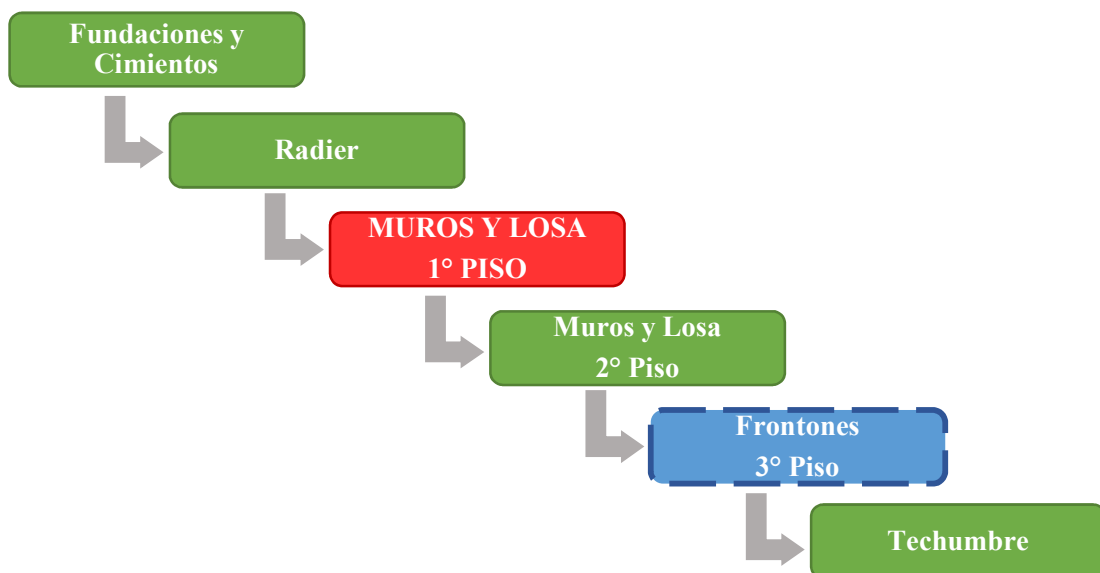 Fundaciones y
Cimientos
Radier
MUROS Y LOSA
1° PISO
Muros y Losa
2° Piso
Frontones
3° Piso
Techumbre